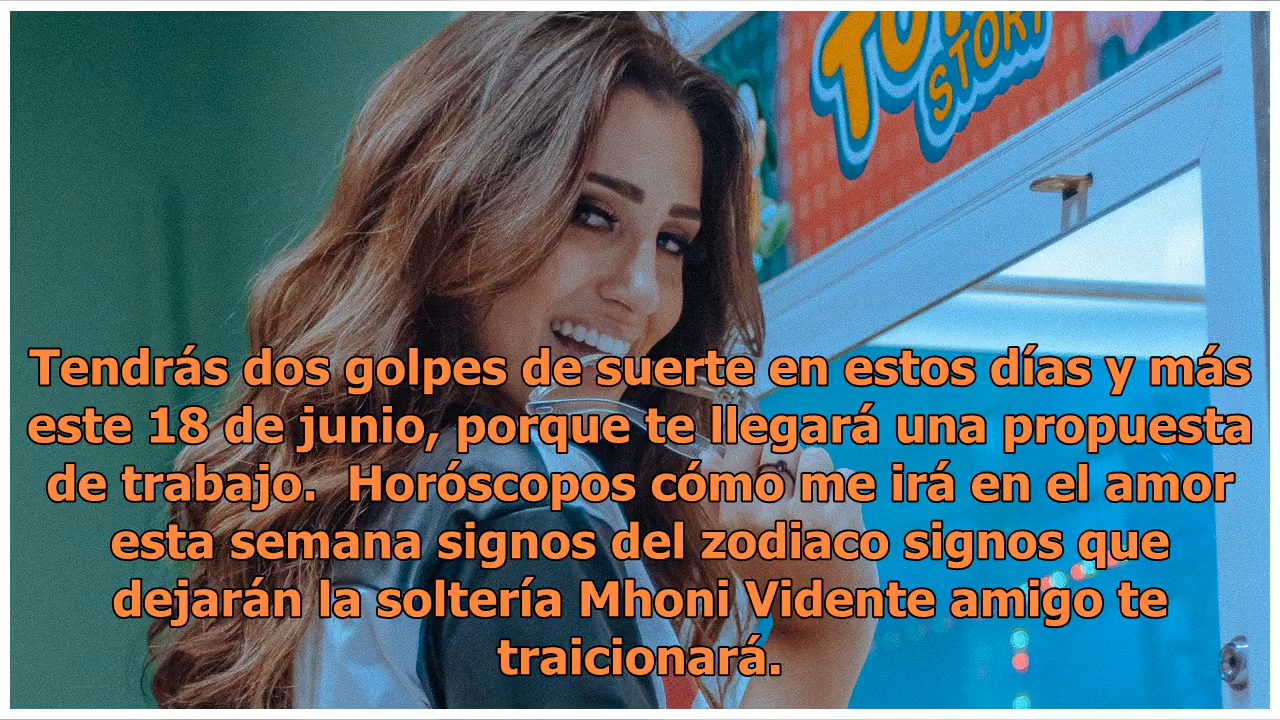 TOY
STORY
Tendrás dos golpes de suerte en estos días y más
este 18 de junio, porque te llegará una propuesta
de trabajo.  Horóscopos cómo me irá en el amor
esta semana signos del zodiaco signos que
dejarán la soltería Mhoni Vidente amigo te
traicionará.